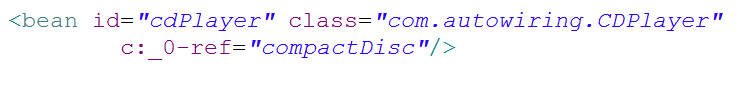 <bean id="cdPlayer" class="com.autowiring.CDPlayer"
c:_0-ref="compactDisc"/>